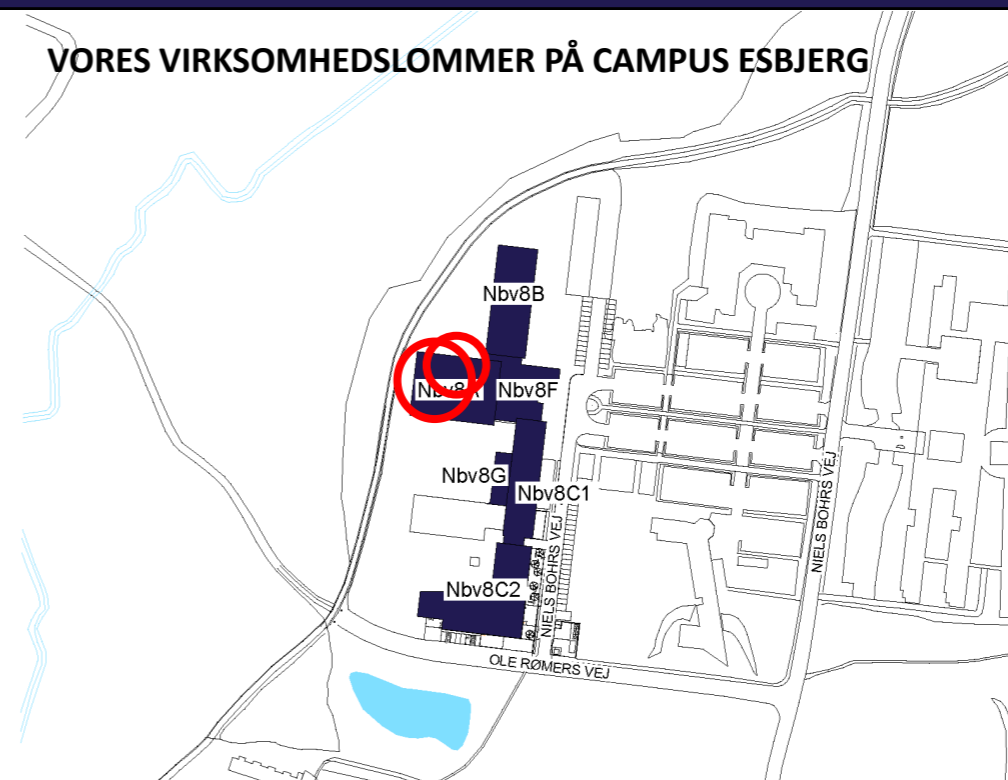 VORES VIRKSOMHEDSLOMMER PÅ CAMPUS ESBJERG
Nbv8B
Nbv8A
Nbv8F
Nbv8G
Nbv8C1
NIELS BOHRS VEJ
NIELS BOHRS VEJ
Nbv8C2
OLE RØMERS VEJ